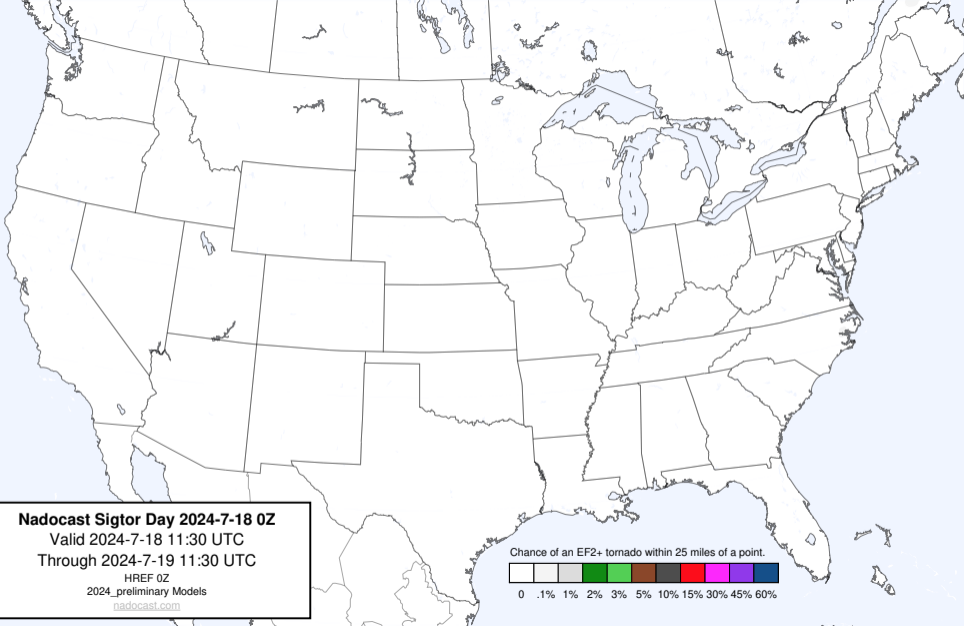 Nadocast Sigtor Day 2024-7-18 0Z
Valid 2024-7-18 11:30 UTC
Through 2024-7-19 11:30 UTC
HREF 0Z
2024_preliminary Models
nadocast.com
Chance of an EF2+ tornado within 25 miles of a point.
0 .1% 1% 2% 3% 5% 10% 15% 30% 45% 60%